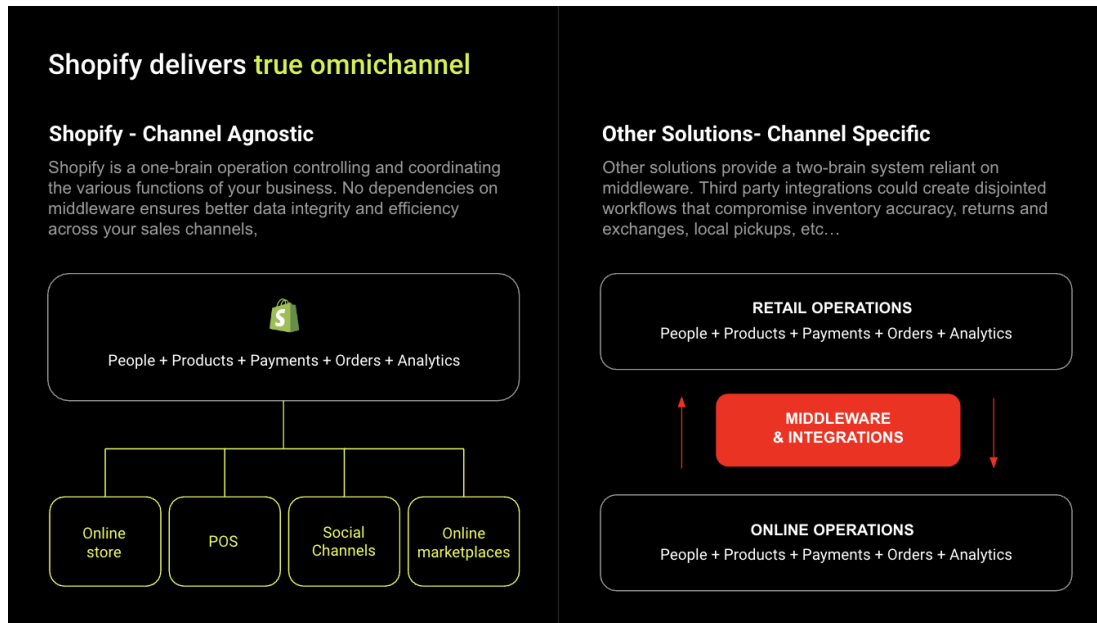 Shopify delivers true omnichannel
Shopify - Channel Agnostic
Shopify is a one-brain operation controlling and coordinating
the various functions of your business. No dependencies on
middleware ensures better data integrity and efficiency
across your sales channels,
People + Products + Payments + Orders + Analytics
Online
store
POS
Social
Channels
Online
marketplaces
Other Solutions- Channel Specific
Other solutions provide a two-brain system reliant on
middleware. Third party integrations could create disjointed
workflows that compromise inventory accuracy, returns and
exchanges, local pickups, etc…
RETAIL OPERATIONS
People + Products + Payments + Orders + Analytics
MIDDLEWARE
& INTEGRATIONS
ONLINE OPERATIONS
People + Products + Payments + Orders + Analytics